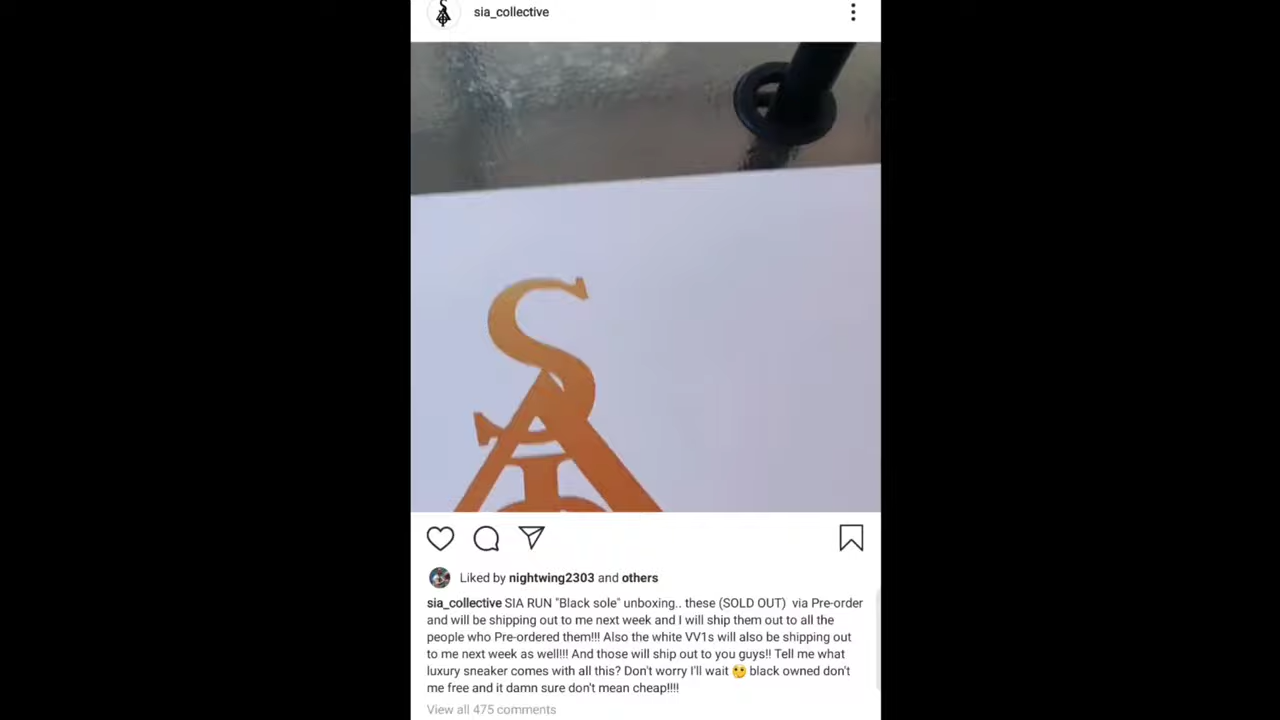 sia_collective
SIA
Liked by nightwing2303 and others
sia_collective SIA RUN "Black sole" unboxing.. these (SOLD OUT)  via Pre-order
and will be shipping out to me next week and I will ship them out to all the
people who Pre-ordered them!!! Also the white VV1s will also be shipping out
to me next week as well!!! And those will ship out to you guys!! Tell me what
luxury sneaker comes with all this? Don't worry I'll wait 🤔 black owned don't
me free and it damn sure don't mean cheap!!!!
View all 475 comments